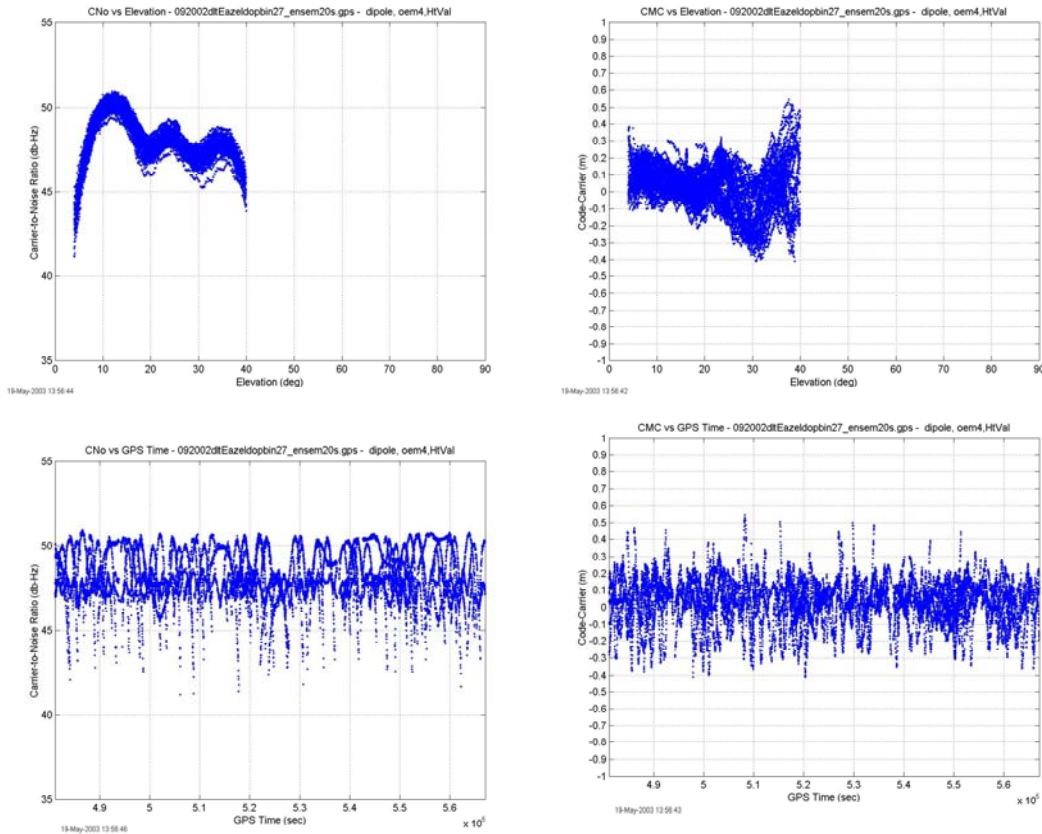 CNo vs Elevation - 092002dltEazeldopbin27_ensem20s.gps - dipole, oem4,HtVal
55
50
45
40
35
Carrier-to-Noise Ratio (db-Hz)
0 10 20 30 40 50 60 70 80 90
Elevation (deg)
19-May-2003 13:56:44
CMC vs Elevation - 092002dltEazeldopbin27_ensem20s.gps - dipole, oem4,HtVal
1
0.9
0.8
0.7
0.6
0.5
0.4
0.3
0.2
0.1
0
-0.1
-0.2
-0.3
-0.4
-0.5
-0.6
-0.7
-0.8
-0.9
-1
Code-Carrier (m)
0 10 20 30 40 50 60 70 80 90
Elevation (deg)
19-May-2003 13:56:42
CNo vs GPS Time - 092002dltEazeldopbin27_ensem20s.gps - dipole, oem4,HtVal
55
50
45
40
35
Carrier-to-Noise Ratio (db-Hz)
4.9 5 5.1 5.2 5.3 5.4 5.5 5.6
GPS Time (sec)
x 10^5
19-May-2003 13:56:46
CMC vs GPS Time - 092002dltEazeldopbin27_ensem20s.gps - dipole, oem4,HtVal
1
0.9
0.8
0.7
0.6
0.5
0.4
0.3
0.2
0.1
0
-0.1
-0.2
-0.3
-0.4
-0.5
-0.6
-0.7
-0.8
-0.9
-1
Code-Carrier (m)
4.9 5 5.1 5.2 5.3 5.4 5.5 5.6
GPS Time (sec)
x 10^5
19-May-2003 13:56:43